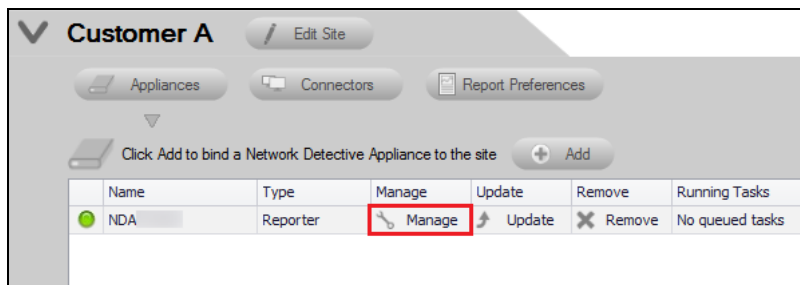 Customer A Edit Site
Appliances Connectors Report Preferences
Click Add to bind a Network Detective Appliance to the site Add
Name Type Manage Update Remove Running Tasks
NDA Reporter Manage Update Remove No queued tasks